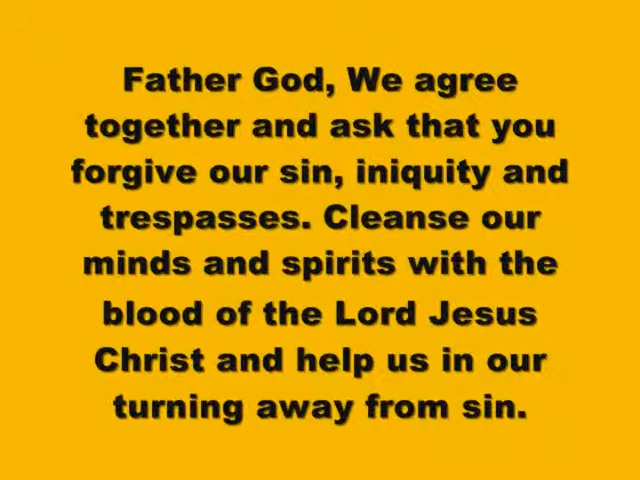 Father God, We agree
together and ask that you
forgive our sin, iniquity and
trespasses. Cleanse our
minds and spirits with the
blood of the Lord Jesus
Christ and help us in our
turning away from sin.